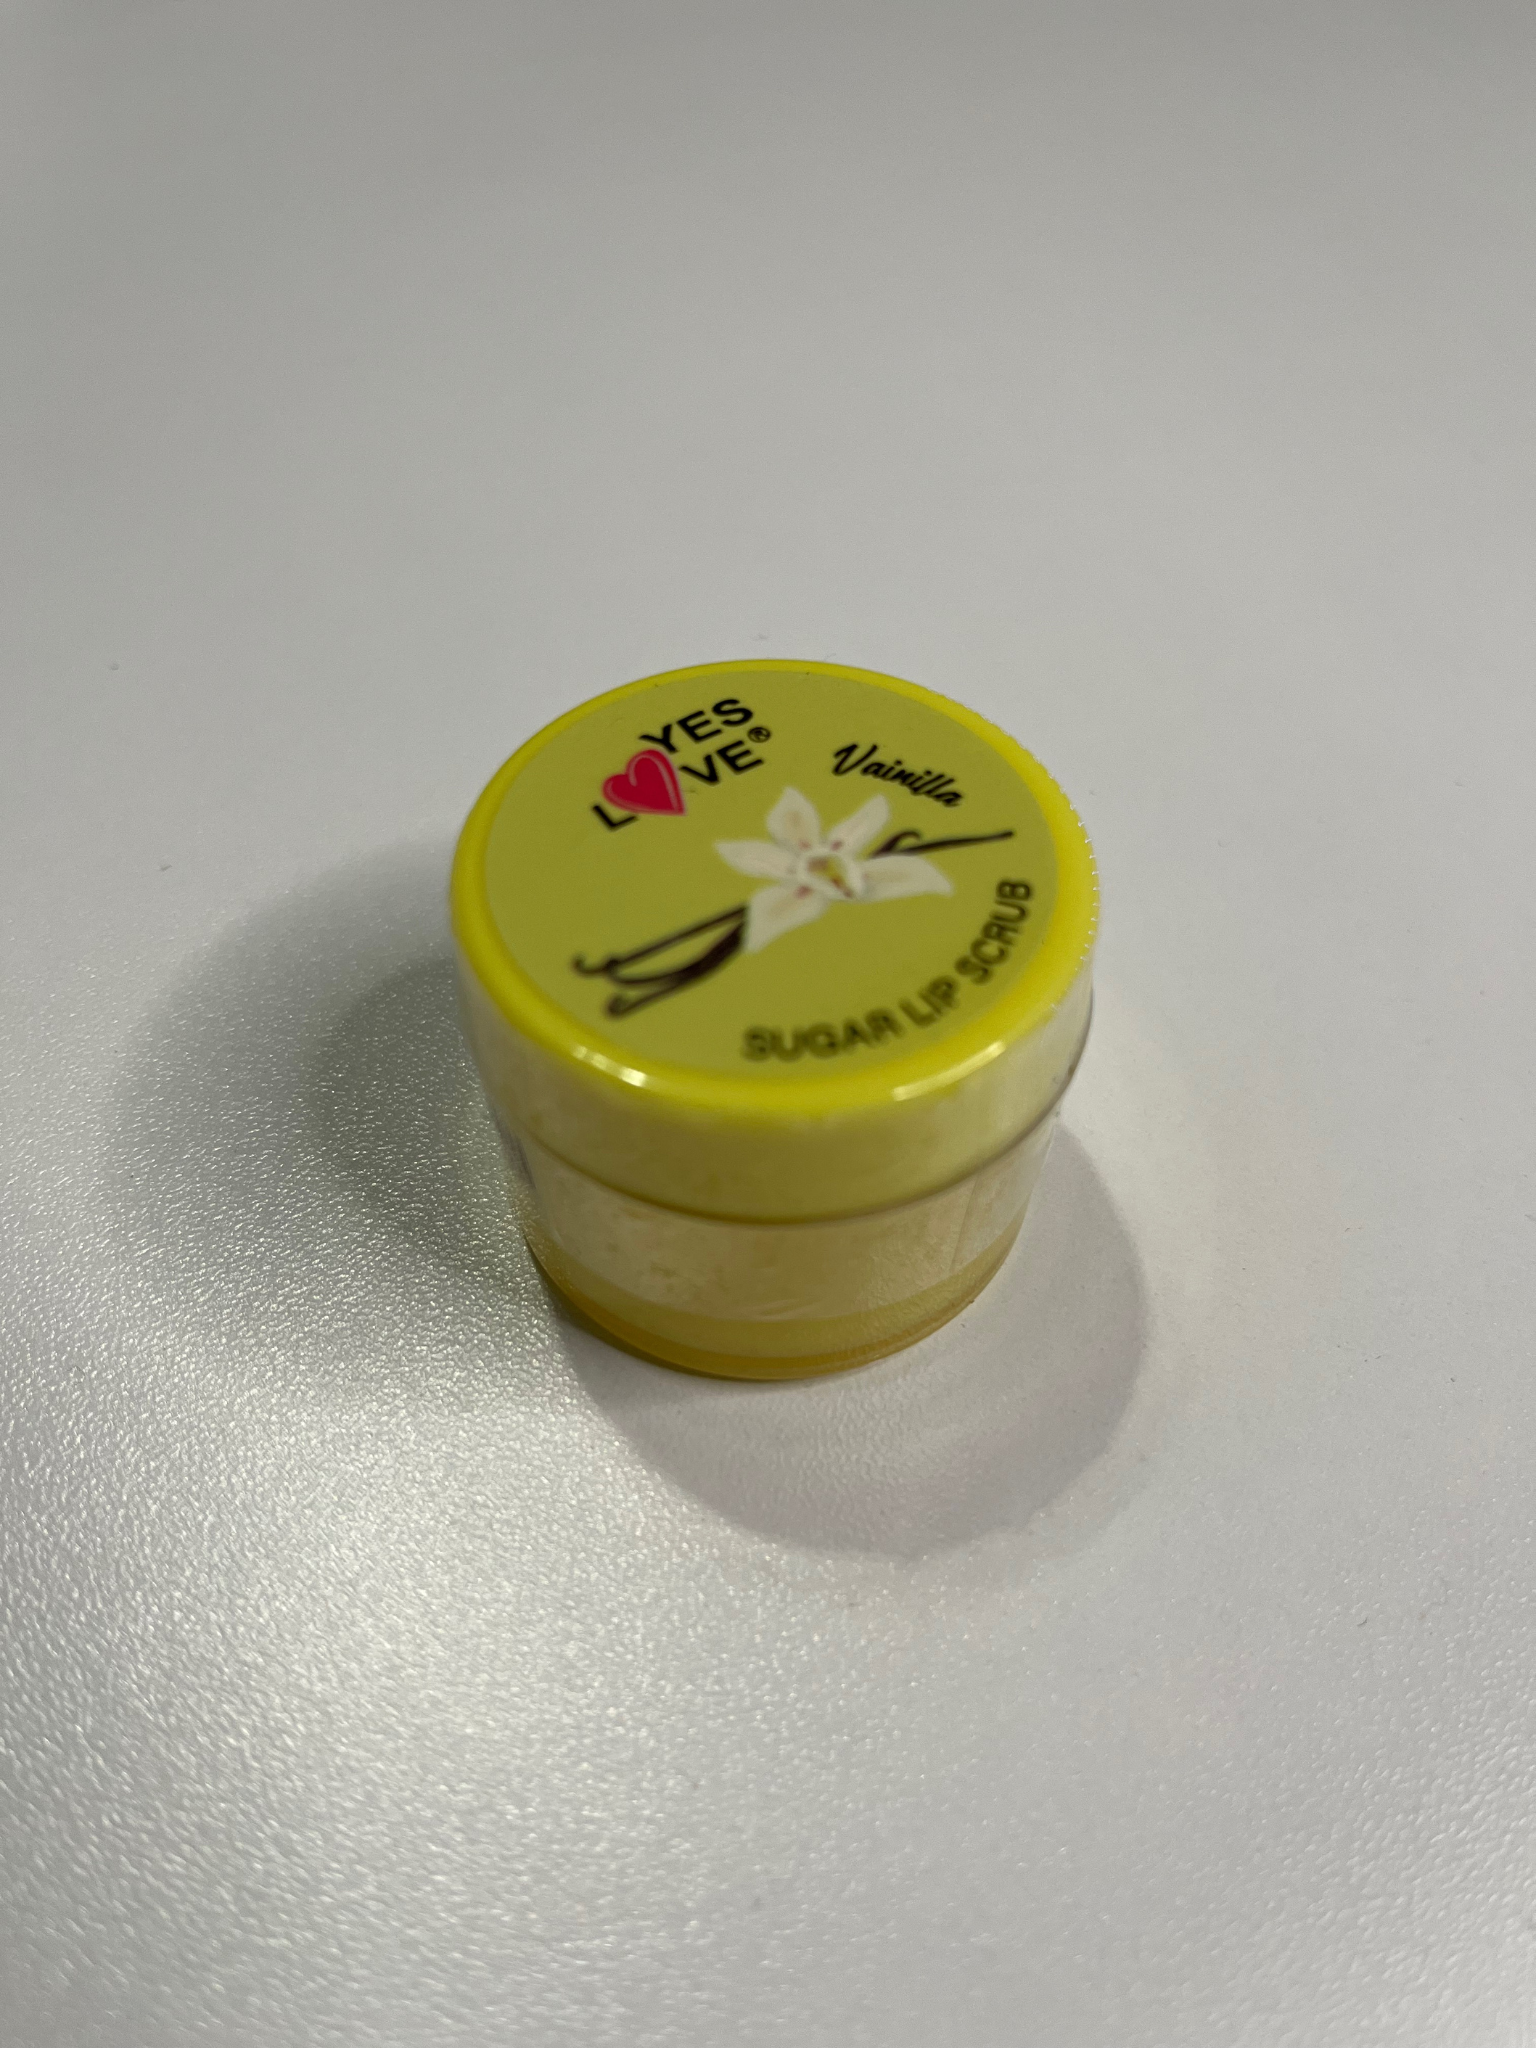 YES
LOVE®
Vainilla
SUGAR LIP SCRUB